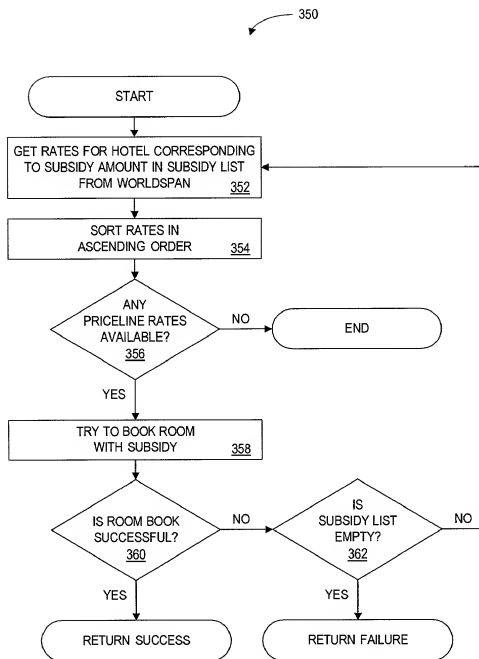 350
START
GET RATES FOR HOTEL CORRESPONDING
TO SUBSIDY AMOUNT IN SUBSIDY LIST
FROM WORLDSPAN
352
SORT RATES IN
ASCENDING ORDER
354
ANY
PRICELINE RATES
AVAILABLE?
356
NO
END
YES
TRY TO BOOK ROOM
WITH SUBSIDY
358
IS ROOM BOOK
SUCCESSFUL?
360
NO
IS
SUBSIDY LIST
EMPTY?
362
NO
YES
YES
RETURN SUCCESS
RETURN FAILURE